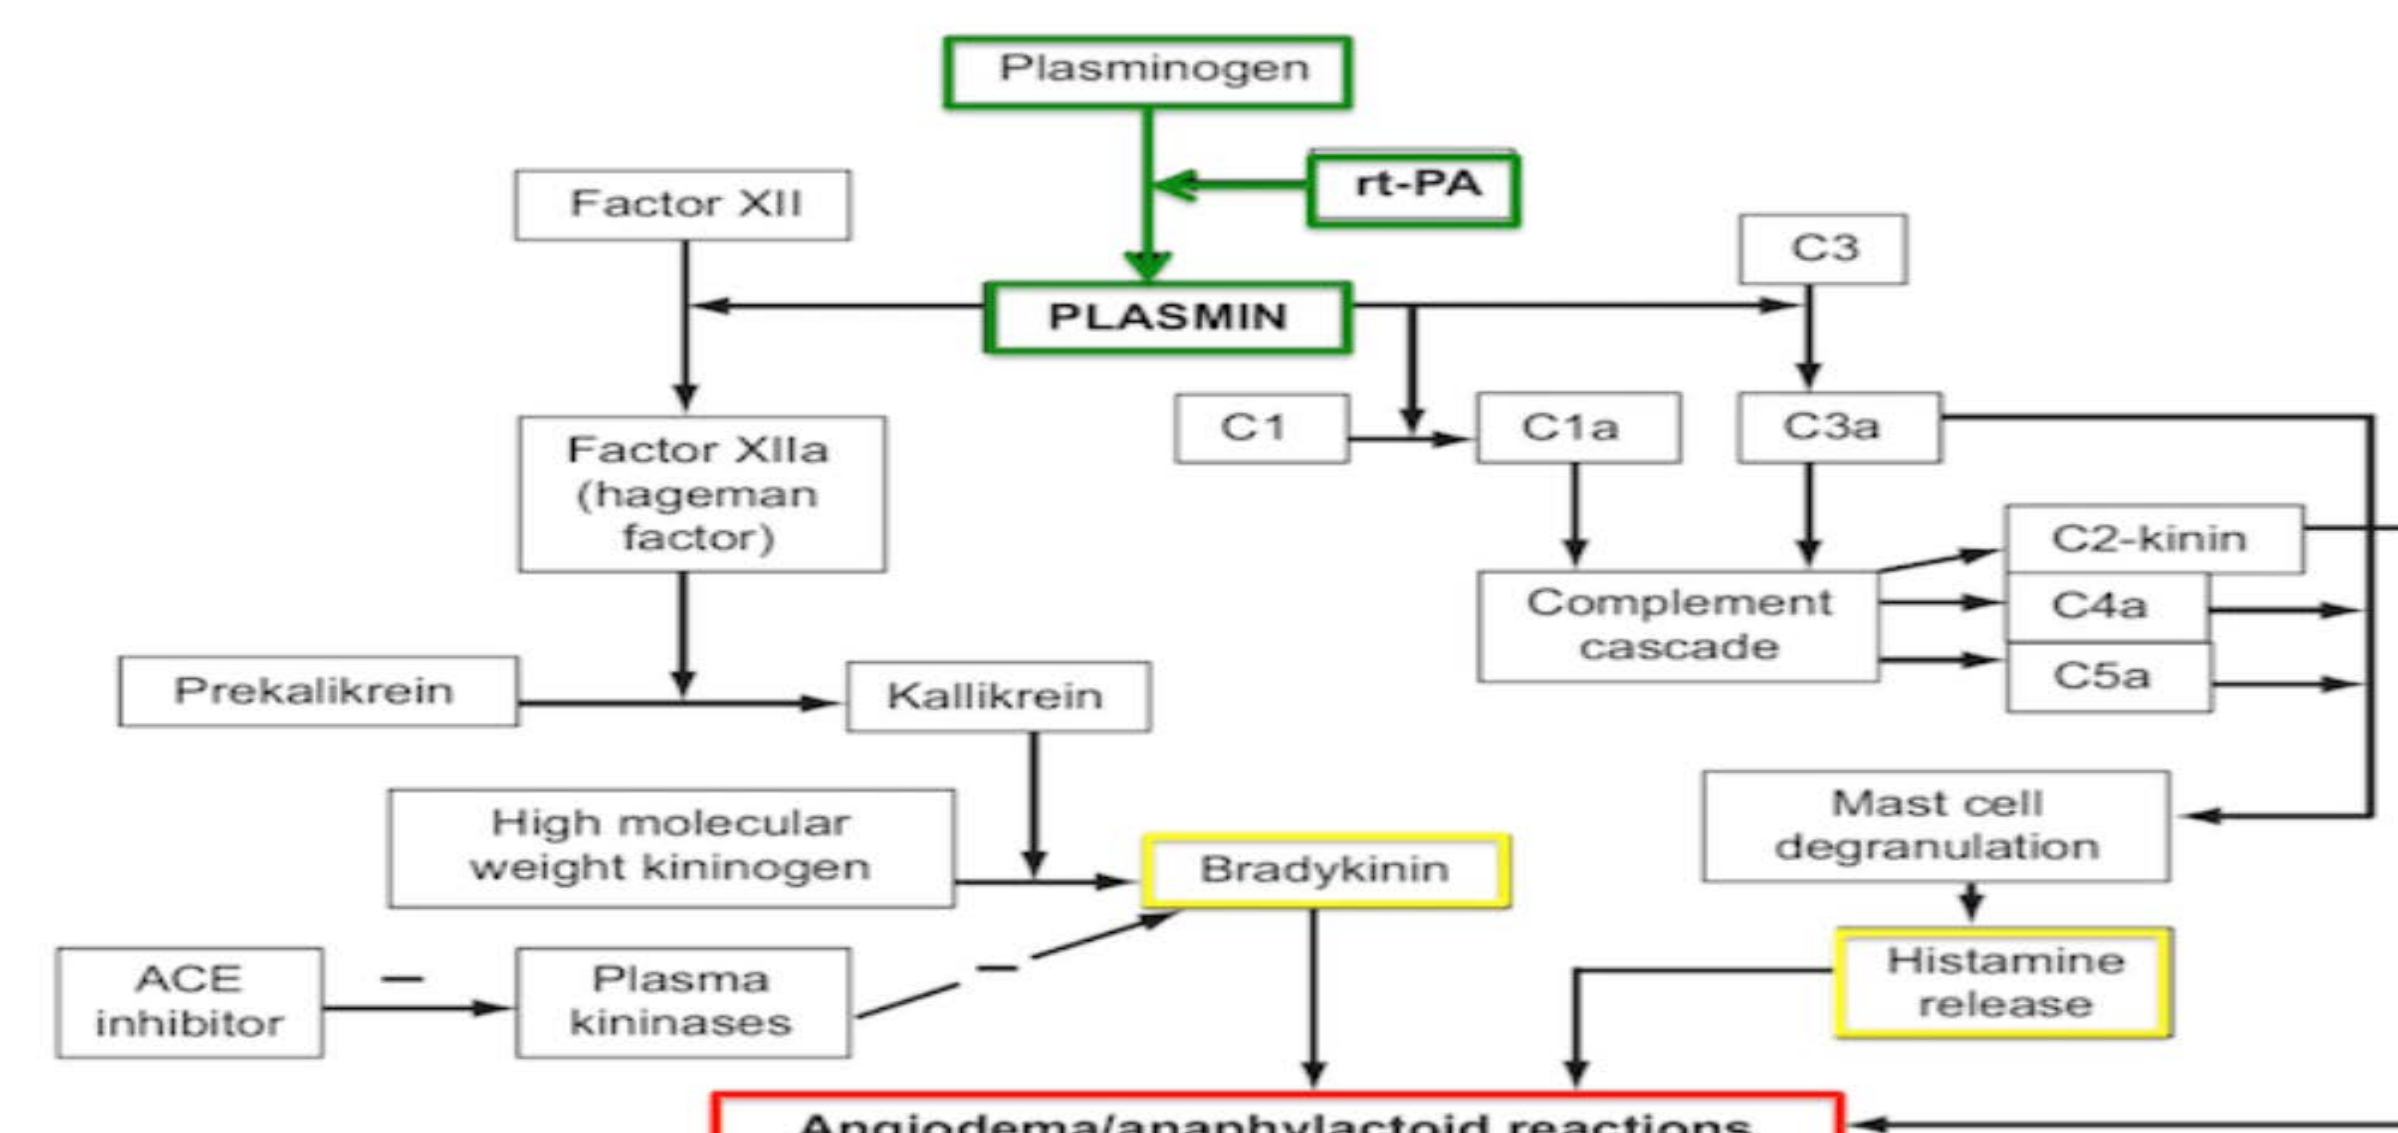 Plasminogen
rt-PA
Factor XII
C3
PLASMIN
C1
C1a
C3a
Factor XIIa
(hageman
factor)
C2-kinin
C4a
C5a
Complement
cascade
Prekalikrein
Kallikrein
High molecular
weight kininogen
Bradykinin
Mast cell
degranulation
ACE
inhibitor
–
Plasma
kininases
–
Histamine
release
Angiodema/anaphylactoid reactions